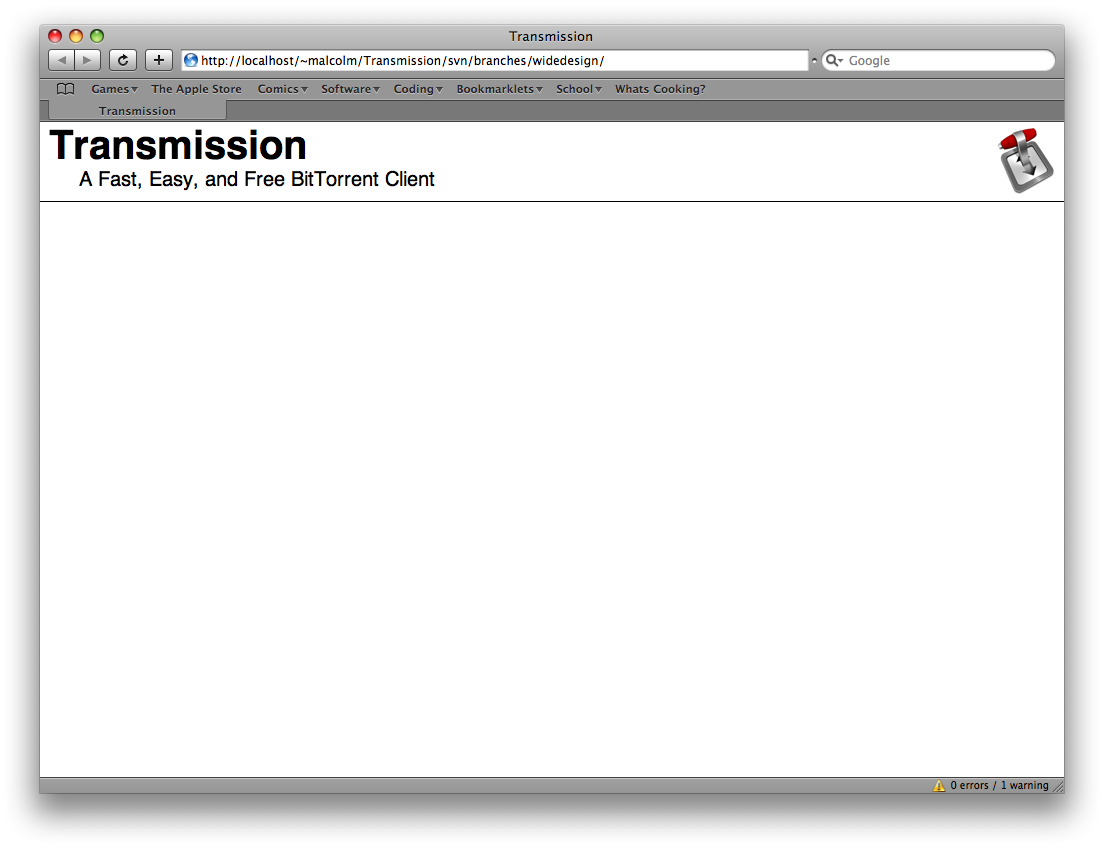 Transmission
http://localhost/~malcolm/Transmission/svn/branches/widedesign/
Google
Games The Apple Store Comics Software Coding Bookmarklets School Whats Cooking?
Transmission
Transmission
A Fast, Easy, and Free BitTorrent Client
0 errors / 1 warning